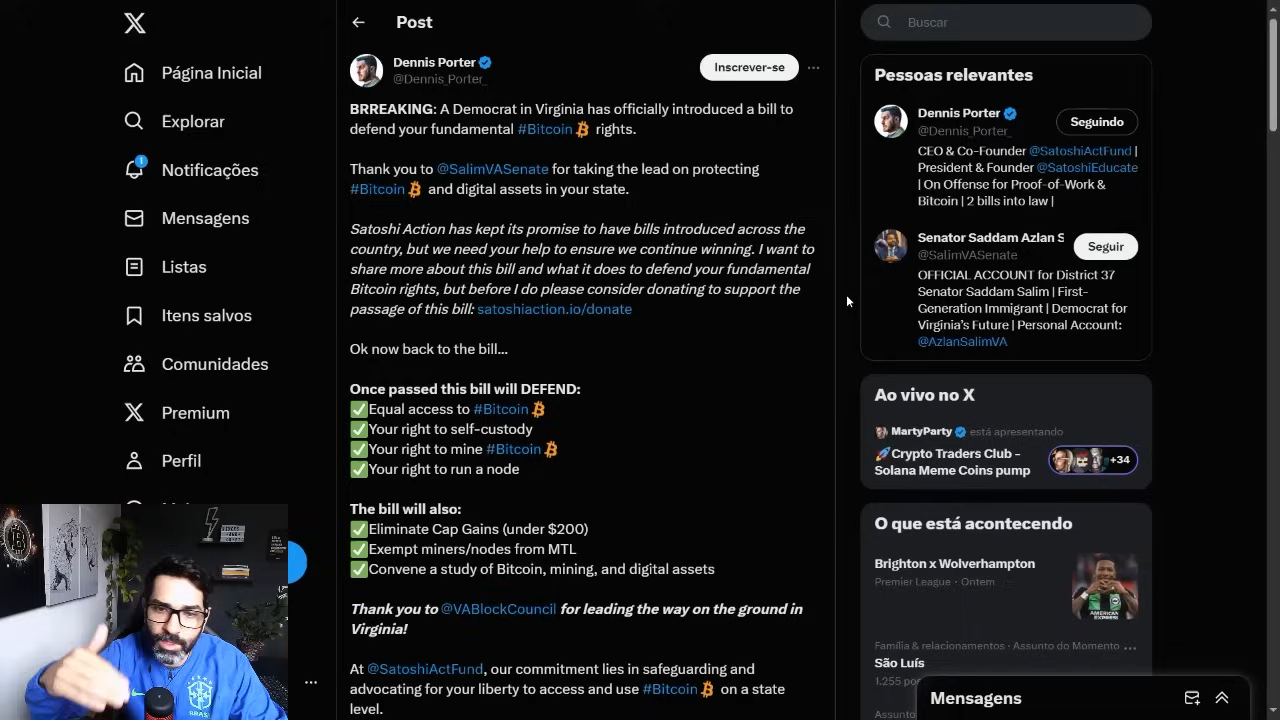 Post
Buscar
Página Inicial
Explorar
1
Notificações
Mensagens
Listas
Itens salvos
Comunidades
Premium
Perfil
Dennis Porter
@Dennis_Porter_
Inscrever-se
BRREAKING: A Democrat in Virginia has officially introduced a bill to
defend your fundamental #Bitcoin rights.
Thank you to @SalimVASenate for taking the lead on protecting
#Bitcoin and digital assets in your state.
Satoshi Action has kept its promise to have bills introduced across the
country, but we need your help to ensure we continue winning. I want to
share more about this bill and what it does to defend your fundamental
Bitcoin rights, but before I do please consider donating to support the
passage of this bill: satoshiaction.io/donate
Ok now back to the bill...
Once passed this bill will DEFEND:
✅Equal access to #Bitcoin
✅Your right to self-custody
✅Your right to mine #Bitcoin
✅Your right to run a node
The bill will also:
✅Eliminate Cap Gains (under $200)
✅Exempt miners/nodes from MTL
✅Convene a study of Bitcoin, mining, and digital assets
Thank you to @VABlockCouncil for leading the way on the ground in
Virginia!
At @SatoshiActFund, our commitment lies in safeguarding and
advocating for your liberty to access and use #Bitcoin on a state
level.
Pessoas relevantes
Dennis Porter
@Dennis_Porter_
Seguindo
CEO & Co-Founder @SatoshiActFund |
President & Founder @SatoshiEducate
| On Offense for Proof-of-Work &
Bitcoin | 2 bills into law |
Senator Saddam Azlan S
@SalimVASenate
Seguir
OFFICIAL ACCOUNT for District 37
Senator Saddam Salim | First-
Generation Immigrant | Democrat for
Virginia's Future | Personal Account:
@AzlanSalimVA
Ao vivo no X
MartyParty está apresentando
🚀Crypto Traders Club -
Solana Meme Coins pump
+34
O que está acontecendo
Brighton x Wolverhampton
Premier League · Ontem
AMERICAN
EXPRESS
Família & relacionamentos · Assunto do Momento
São Luís
1.255
Mensagens
BRASIL